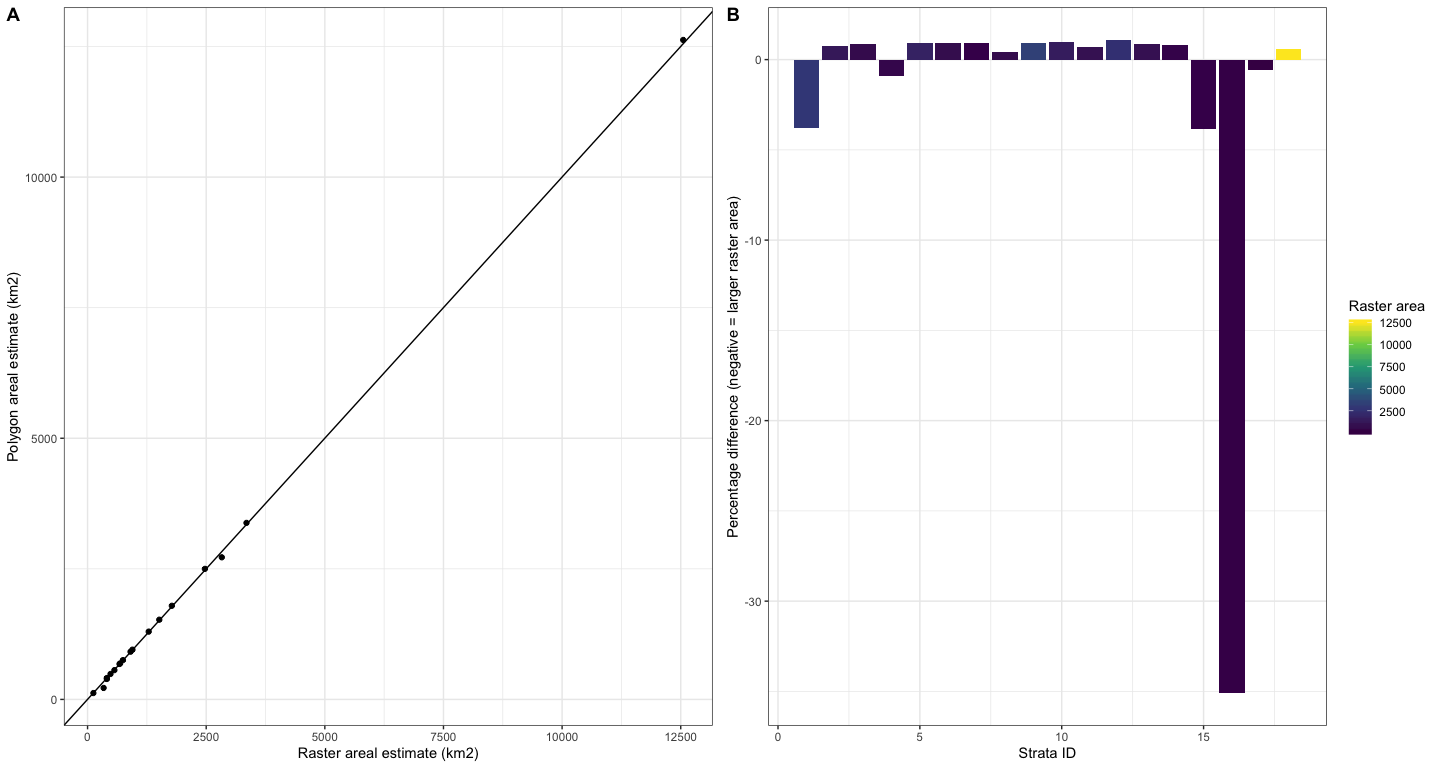 A
Polygon areal estimate (km2)
10000
5000
0
0 2500 5000 7500 10000 12500
Raster areal estimate (km2)
B
Percentage difference (negative = larger raster area)
0
-10
-20
-30
0 5 10 15
Strata ID
Raster area
12500
10000
7500
5000
2500